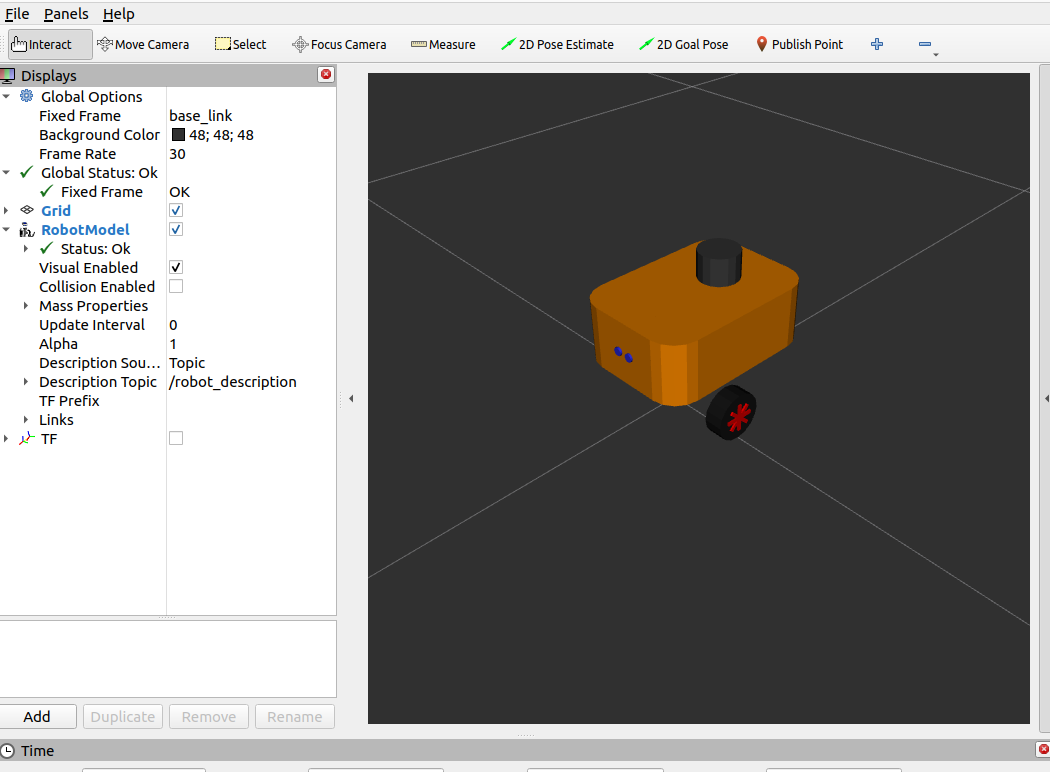 File Panels Help
Interact Move Camera Select Focus Camera Measure 2D Pose Estimate 2D Goal Pose Publish Point
Displays
Global Options
Fixed Frame base_link
Background Color 48; 48; 48
Frame Rate 30
Global Status: Ok
Fixed Frame OK
Grid
RobotModel
Status: Ok
Visual Enabled
Collision Enabled
Mass Properties
Update Interval 0
Alpha 1
Description Sou... Topic
Description Topic /robot_description
TF Prefix
Links
TF
Add Duplicate Remove Rename
Time